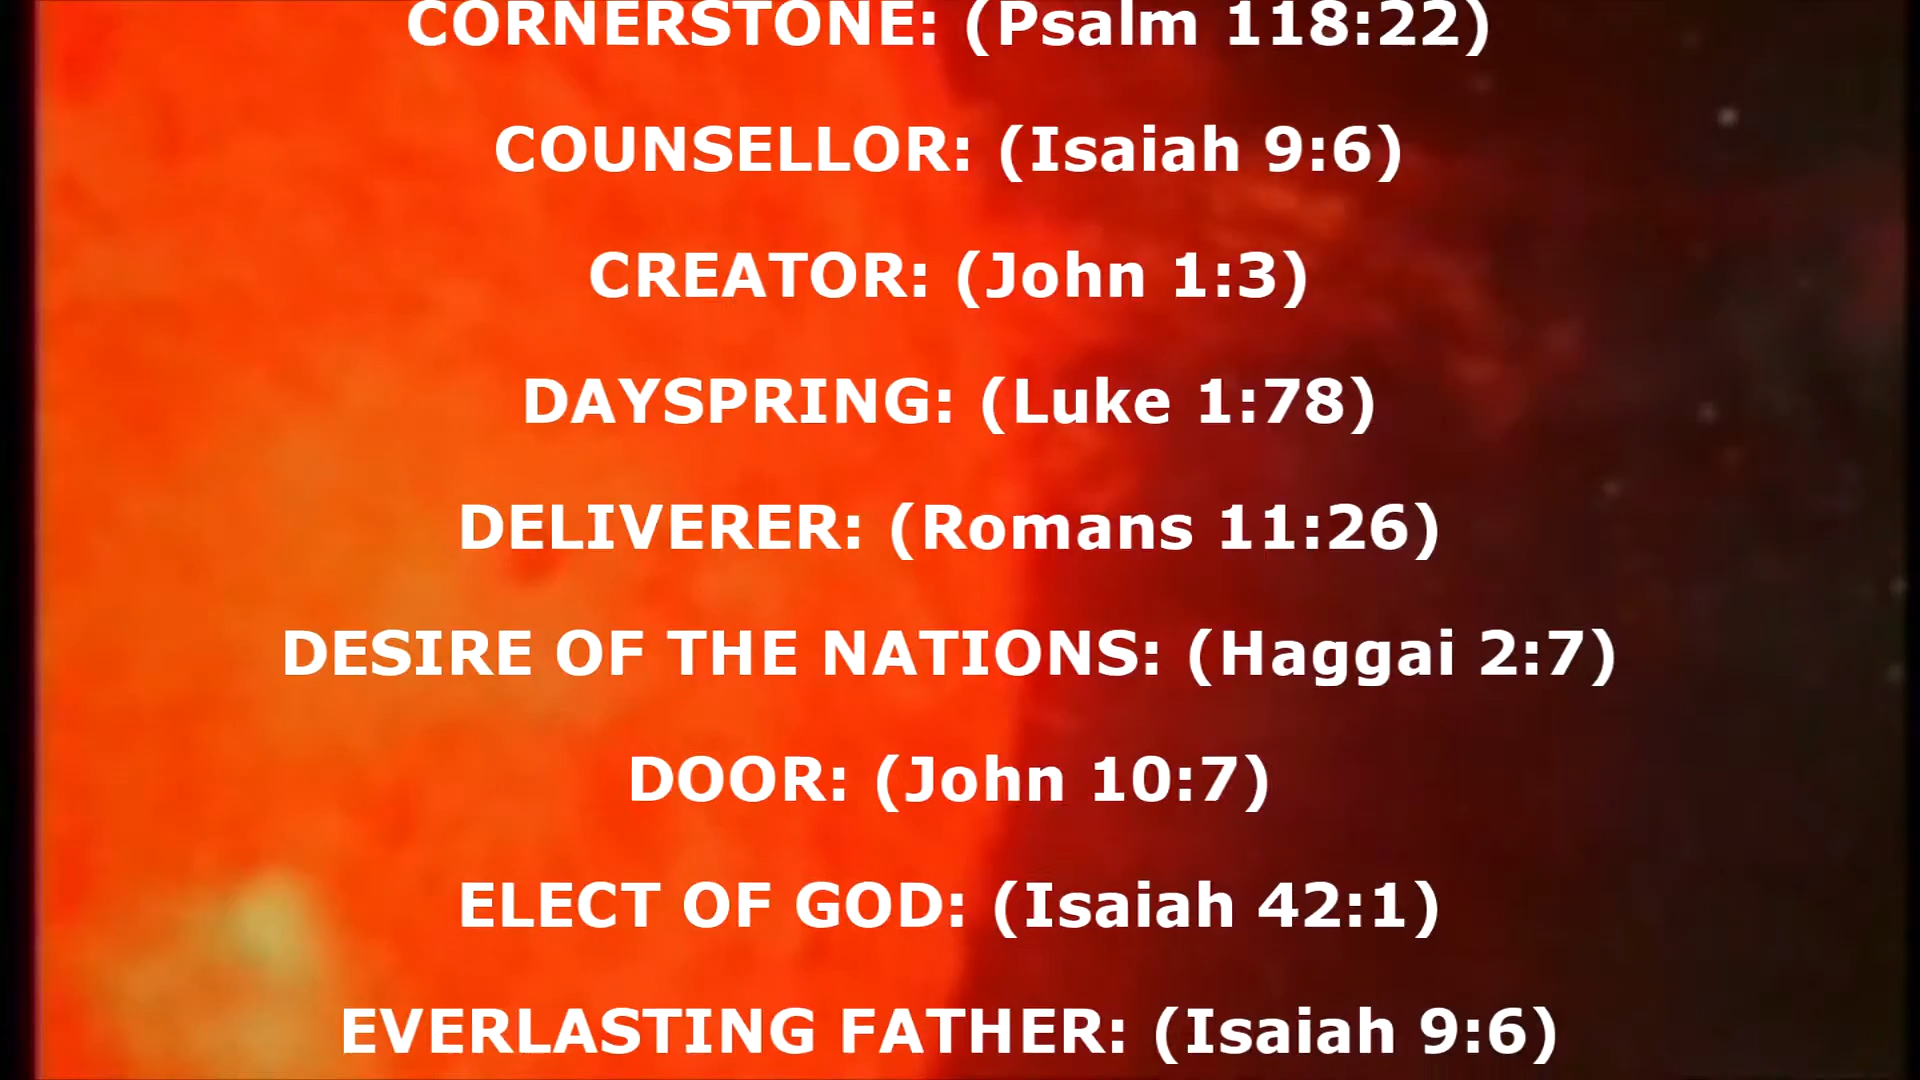 CORNERSTONE: (Psalm 118:22)
COUNSELLOR: (Isaiah 9:6)
CREATOR: (John 1:3)
DAYSPRING: (Luke 1:78)
DELIVERER: (Romans 11:26)
DESIRE OF THE NATIONS: (Haggai 2:7)
DOOR: (John 10:7)
ELECT OF GOD: (Isaiah 42:1)
EVERLASTING FATHER: (Isaiah 9:6)